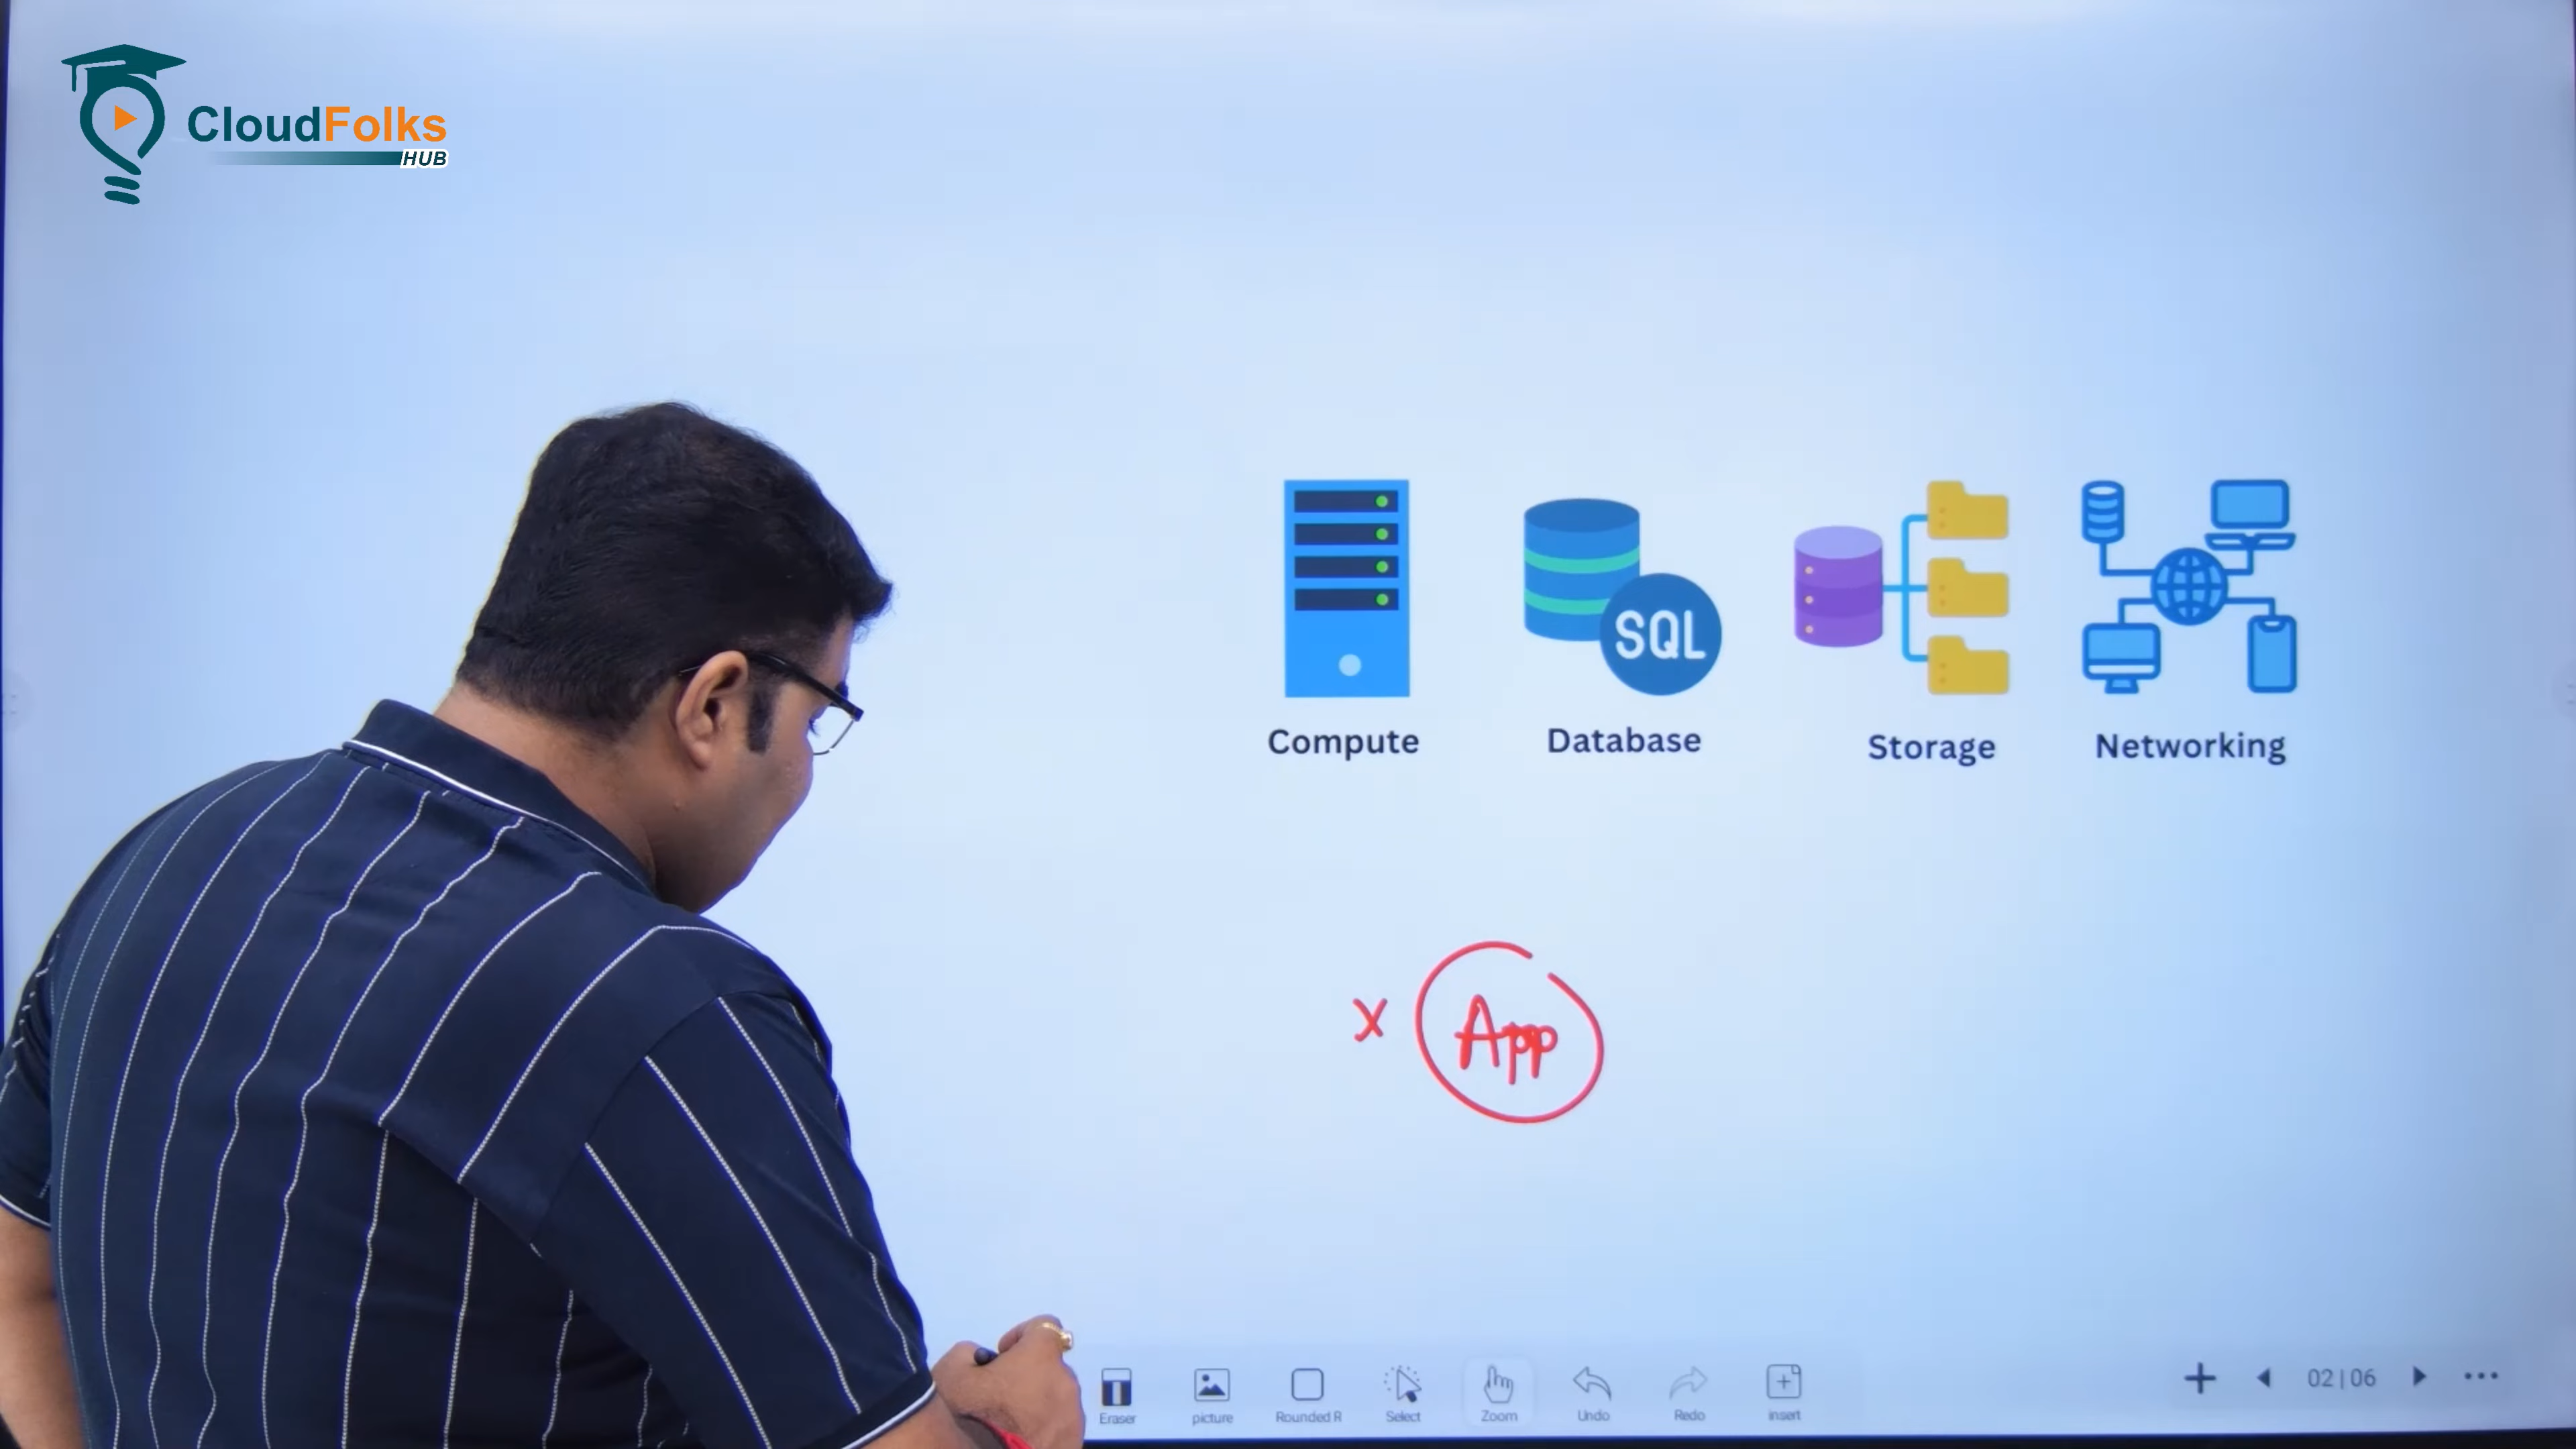 CloudFolks
HUB
SQL
Compute
Database
Storage
Networking
X
App
Eraser
picture
Rounded R
Select
Zoom
Undo
Redo
insert
02|06